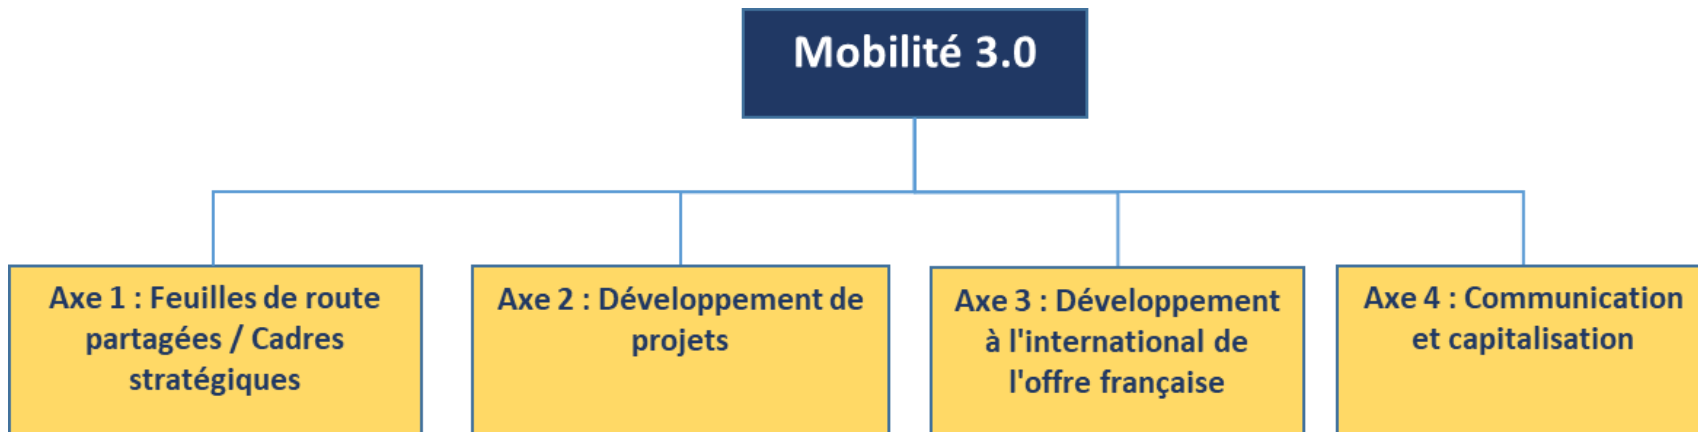 Mobilité 3.0
Axe 1 : Feuilles de route
partagées / Cadres
stratégiques
Axe 2 : Développement de
projets
Axe 3 : Développement
à l'international de
l'offre française
Axe 4 : Communication
et capitalisation